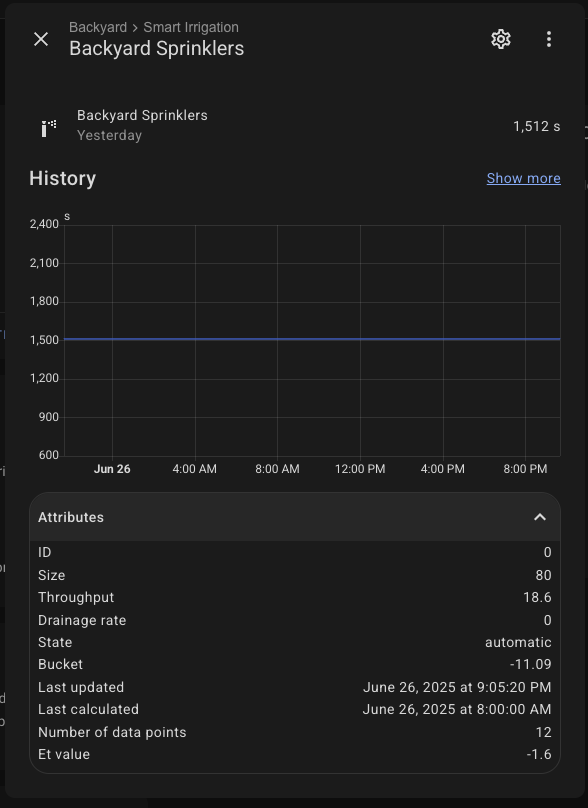 Backyard > Smart Irrigation
Backyard Sprinklers
Backyard Sprinklers
Yesterday
1,512 s
History
Show more
s
2,400
2,100
1,800
1,500
1,200
900
600
Jun 26 4:00 AM 8:00 AM 12:00 PM 4:00 PM 8:00 PM
Attributes
ID 0
Size 80
Throughput 18.6
Drainage rate 0
State automatic
Bucket -11.09
Last updated June 26, 2025 at 9:05:20 PM
Last calculated June 26, 2025 at 8:00:00 AM
Number of data points 12
Et value -1.6